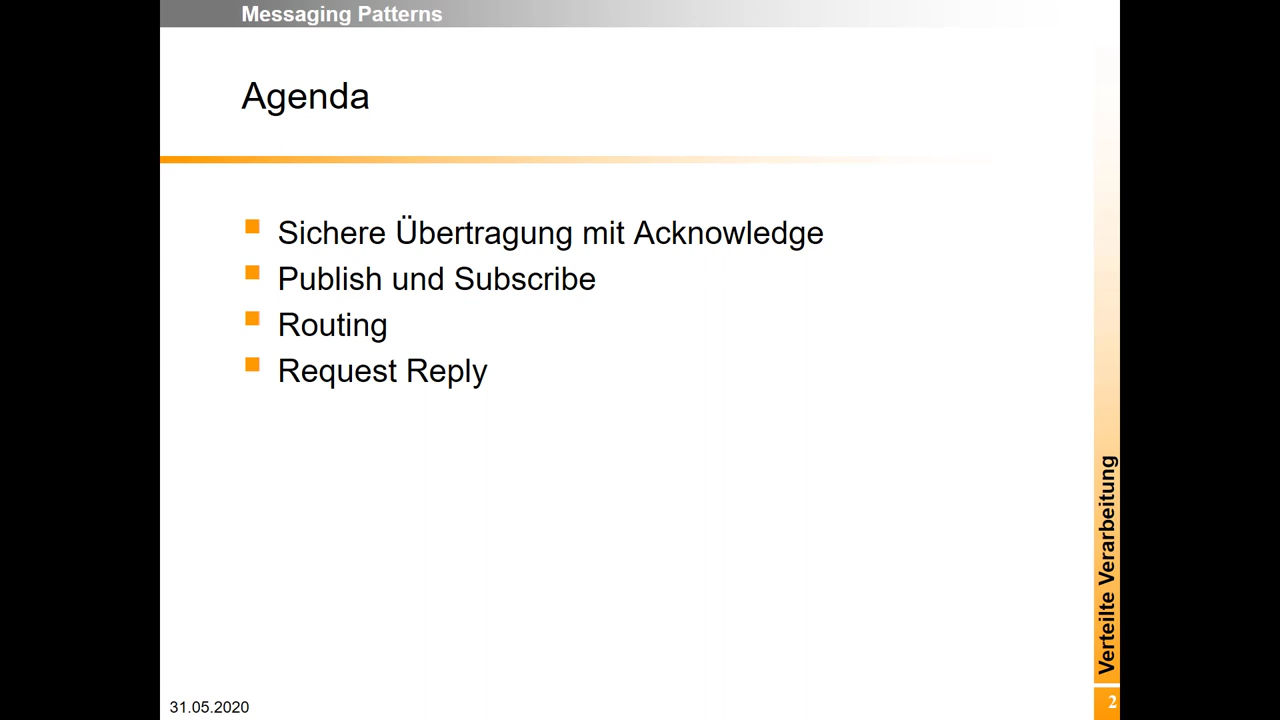 Messaging Patterns
Agenda
Sichere Übertragung mit Acknowledge
Publish und Subscribe
Routing
Request Reply
Verteilte Verarbeitung
31.05.2020
2